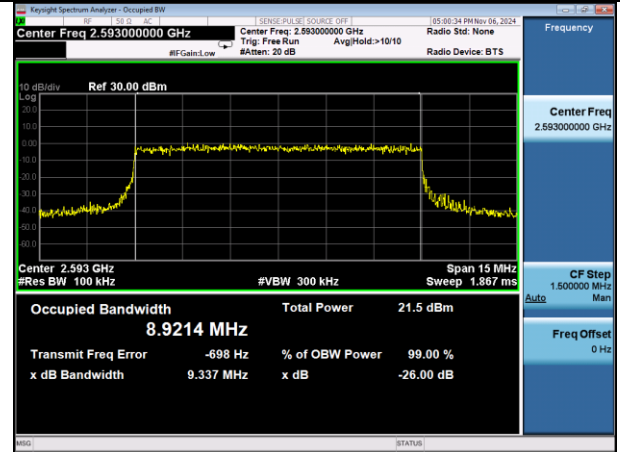 Keysight Spectrum Analyzer - Occupied BW
RF 50 Ω AC SENSE:PULSE SOURCE OFF 05:00:34 PM Nov 06, 2024
Center Freq 2.593000000 GHz Center Freq: 2.593000000 GHz Radio Std: None Frequency
Trig: Free Run Avg|Hold:>10/10
#IFGain:Low #Atten: 20 dB Radio Device: BTS
10 dB/div Ref 30.00 dBm
Log
20.0
10.0
0.00
-10.0
-20.0
-30.0
-40.0
-50.0
-60.0
Center 2.593 GHz Span 15 MHz
#Res BW 100 kHz #VBW 300 kHz Sweep 1.867 ms
Occupied Bandwidth Total Power 21.5 dBm
8.9214 MHz
Transmit Freq Error -698 Hz % of OBW Power 99.00 %
x dB Bandwidth 9.337 MHz x dB -26.00 dB
Center Freq
2.593000000 GHz
CF Step
1.500000 MHz
Auto Man
Freq Offset
0 Hz
MSG STATUS